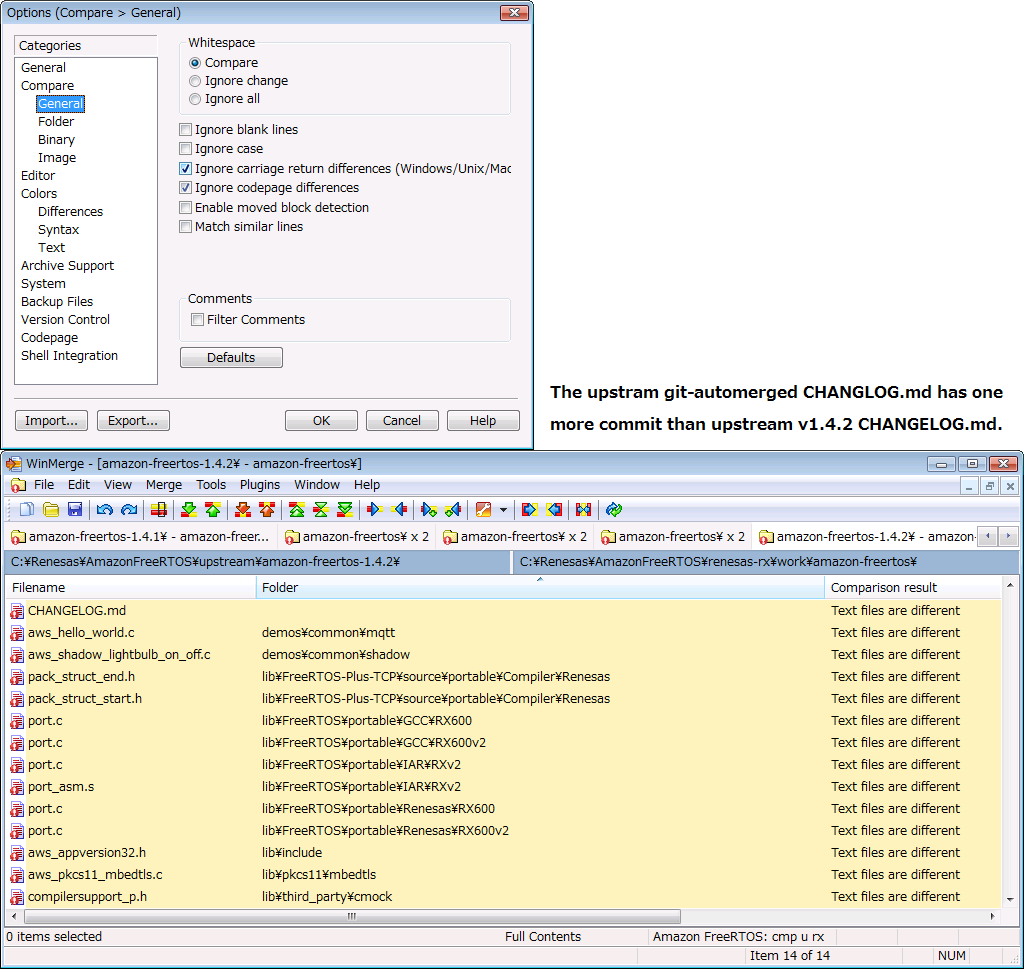 Options (Compare > General)
Categories
General
Compare
General
Folder
Binary
Image
Editor
Colors
Differences
Syntax
Text
Archive Support
System
Backup Files
Version Control
Codepage
Shell Integration
Whitespace
Compare
Ignore change
Ignore all
Ignore blank lines
Ignore case
Ignore carriage return differences (Windows/Unix/Mac
Ignore codepage differences
Enable moved block detection
Match similar lines
Comments
Filter Comments
Defaults
Import... Export... OK Cancel Help
The upstram git-automerged CHANGLOG.md has one
more commit than upstream v1.4.2 CHANGELOG.md.
WinMerge - [amazon-freertos-1.4.2¥ - amazon-freertos¥]
File Edit View Merge Tools Plugins Window Help
amazon-freertos-1.4.1¥ - amazon-freer... amazon-freertos¥ x 2 amazon-freertos¥ x 2 amazon-freertos¥ x 2 amazon-freertos-1.4.2¥ - amazon-
C:¥Renesas¥AmazonFreeRTOS¥upstream¥amazon-freertos-1.4.2¥ C:¥Renesas¥AmazonFreeRTOS¥renesas-rx¥work¥amazon-freertos¥
Filename Folder Comparison result
CHANGELOG.md Text files are different
aws_hello_world.c demos¥common¥mqtt Text files are different
aws_shadow_lightbulb_on_off.c demos¥common¥shadow Text files are different
pack_struct_end.h lib¥FreeRTOS-Plus-TCP¥source¥portable¥Compiler¥Renesas Text files are different
pack_struct_start.h lib¥FreeRTOS-Plus-TCP¥source¥portable¥Compiler¥Renesas Text files are different
port.c lib¥FreeRTOS¥portable¥GCC¥RX600 Text files are different
port.c lib¥FreeRTOS¥portable¥GCC¥RX600v2 Text files are different
port.c lib¥FreeRTOS¥portable¥IAR¥RXv2 Text files are different
port_asm.s lib¥FreeRTOS¥portable¥IAR¥RXv2 Text files are different
port.c lib¥FreeRTOS¥portable¥Renesas¥RX600 Text files are different
port.c lib¥FreeRTOS¥portable¥Renesas¥RX600v2 Text files are different
aws_appversion32.h lib¥include Text files are different
aws_pkcs11_mbedtls.c lib¥pkcs11¥mbedtls Text files are different
compilersupport_p.h lib¥third_party¥cmock Text files are different
0 items selected Full Contents Amazon FreeRTOS: cmp u rx
Item 14 of 14 NUM